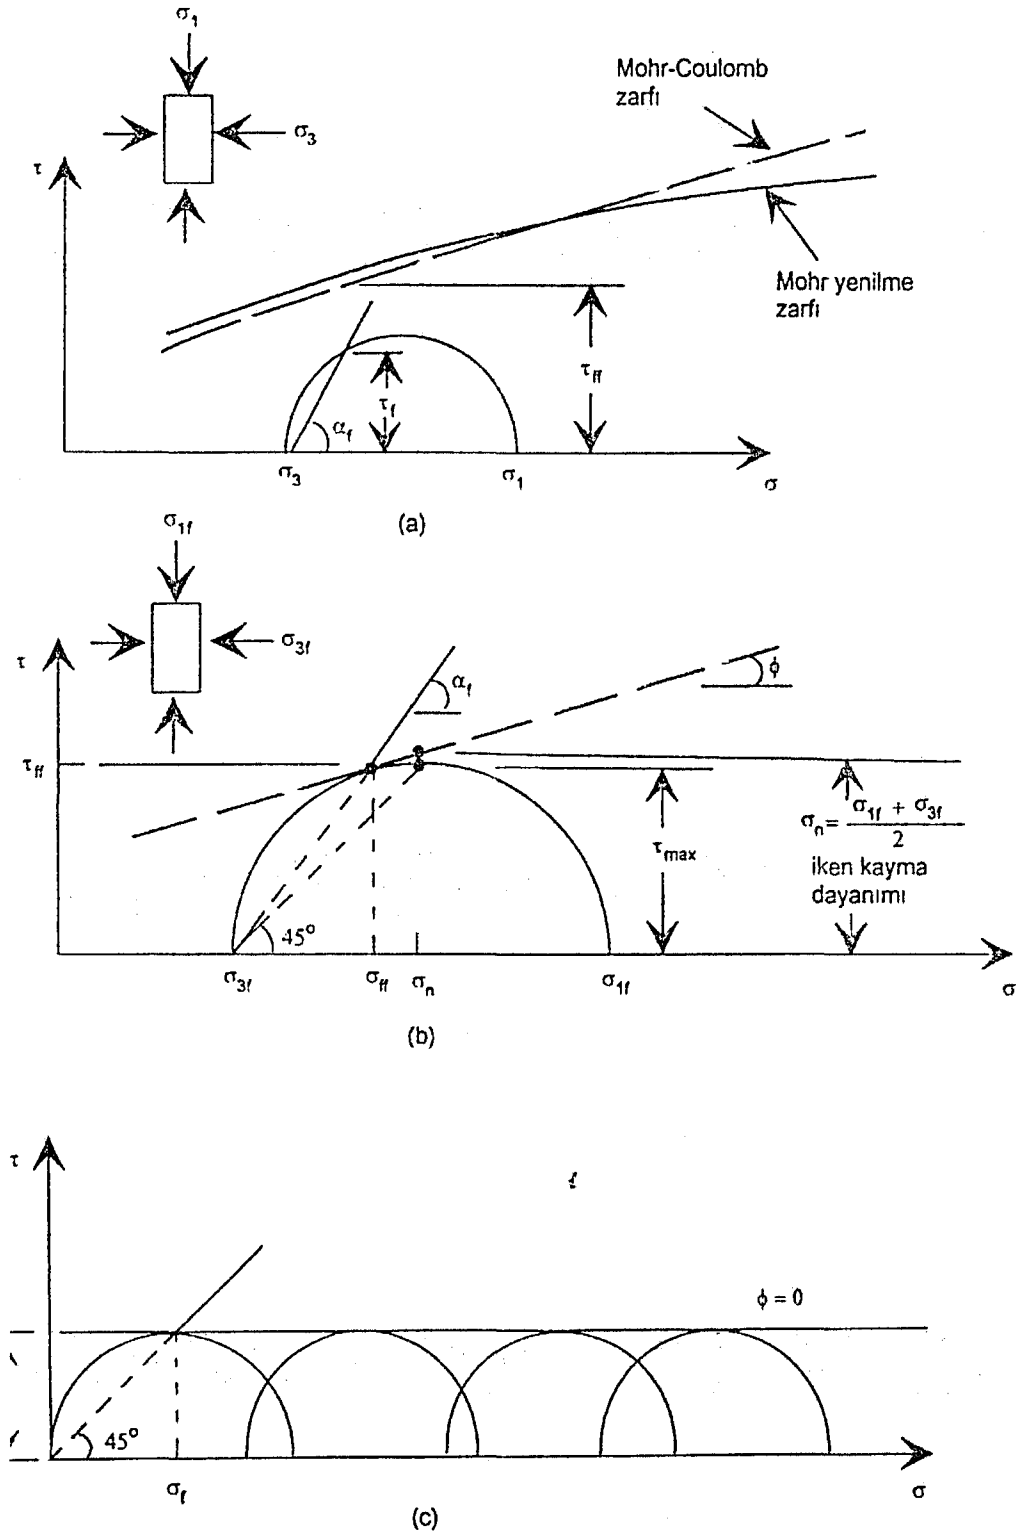 σ₁
Mohr-Coulomb
zarfı
σ₃
τ
Mohr yenilme
zarfı
τff
τf
αf
σ₃
σ₁
σ
(a)
σ1f
σ3f
τ
ϕ
αf
τff
σn = σ1f + σ3f
2
τmax
iken kayma
dayanımı
45°
σ3f
σff
σn
σ1f
σ
(b)
τ
ϕ = 0
45°
σf
σ
(c)